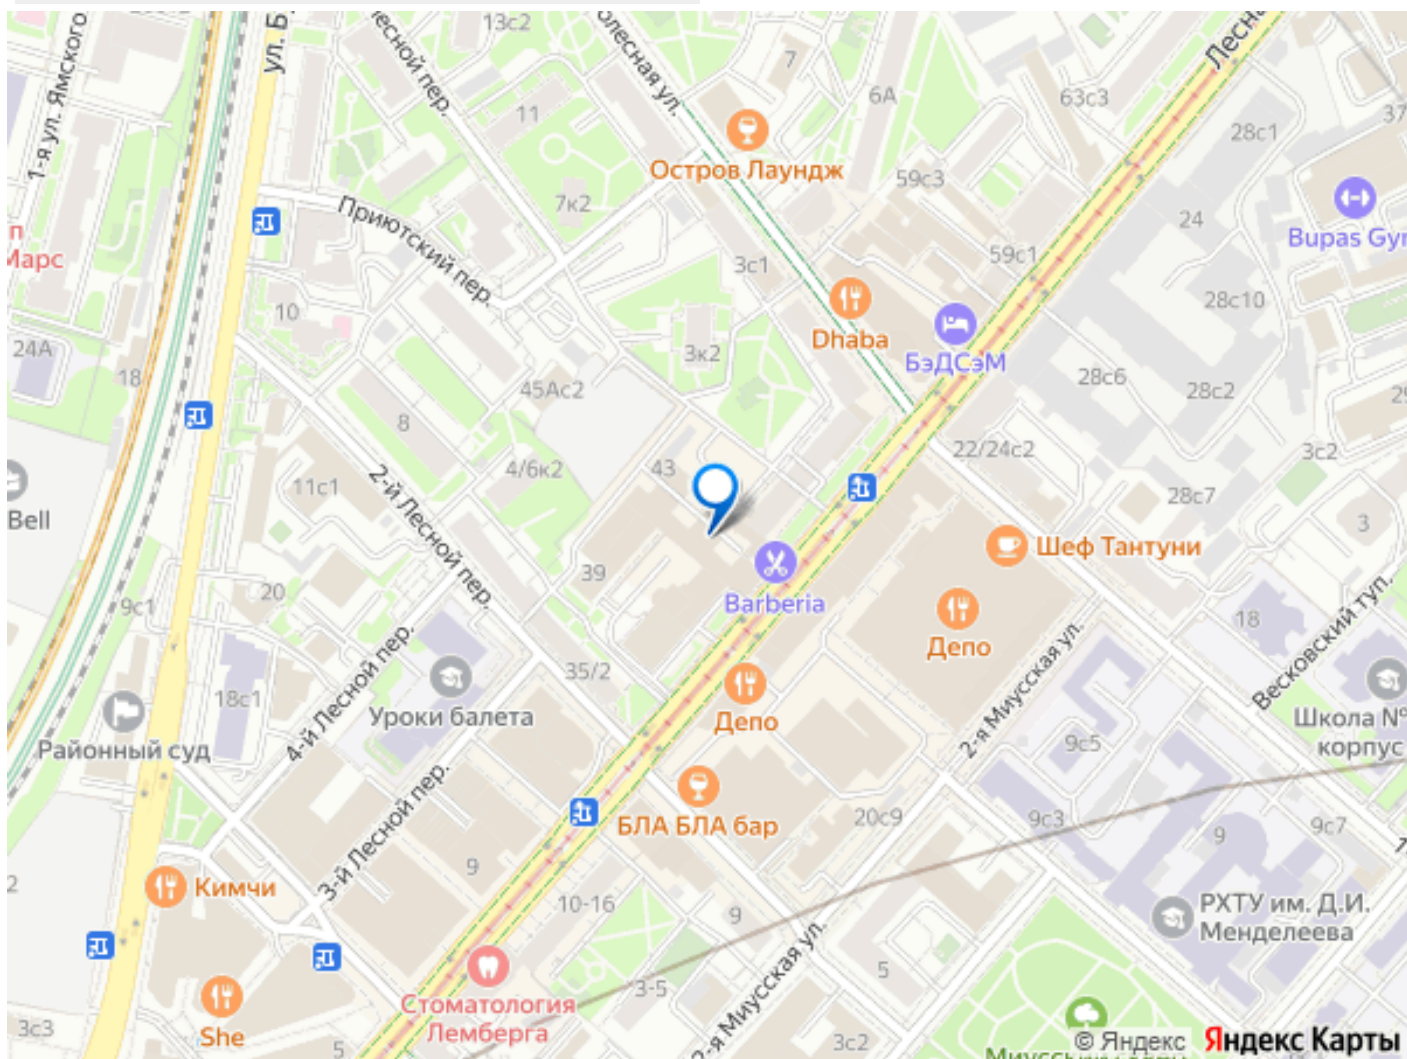 1-я ул. Ямского
ул. Б
лесной пер.
13с2
олесная ул.
7
6А
Лесна
63с3
37
28с1
11
Остров Лаундж
59с3
7к2
24
Bupas Gyr
Приютский пер.
п
Марс
3с1
59с1
28с10
10
Dhaba
БэДСэМ
24А
18
3к2
45Ас2
28с6
28с2
29
8
22/24с2
3с2
4/6к2
43
11с1
2-й Лесной пер.
28с7
3
Bell
Шеф Тантуни
39
Barberia
20
9с1
18
Депо
Весковский туп.
35/2
4-й Лесной пер.
2-я Миусская ул.
18с1
Уроки балета
Депо
Школа №
корпус
Районный суд
9с5
3-й Лесной пер.
БЛА БЛА бар
20с9
9с3
9
9с7
1
9
2
Кимчи
10-16
9
РХТУ им. Д.И.
Менделеева
5
3-5
2-я Миусская ул.
Стоматология
Лемберга
She
3с3
5
3с2
© Яндекс Яндекс Карты